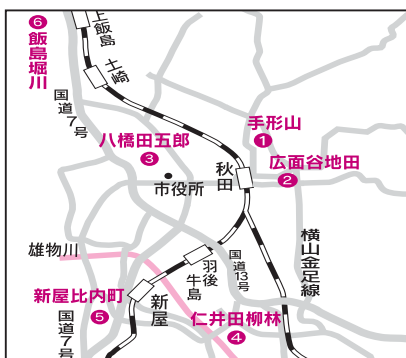 ⑥
飯島堀川
上飯島
土崎
国道7号
手形山
①
八橋田五郎
③
広面谷地田
②
秋田
市役所
横山金足線
雄物川
羽後牛島
国道13号
新屋比内町
⑤
新屋
仁井田柳林
④
国道7号